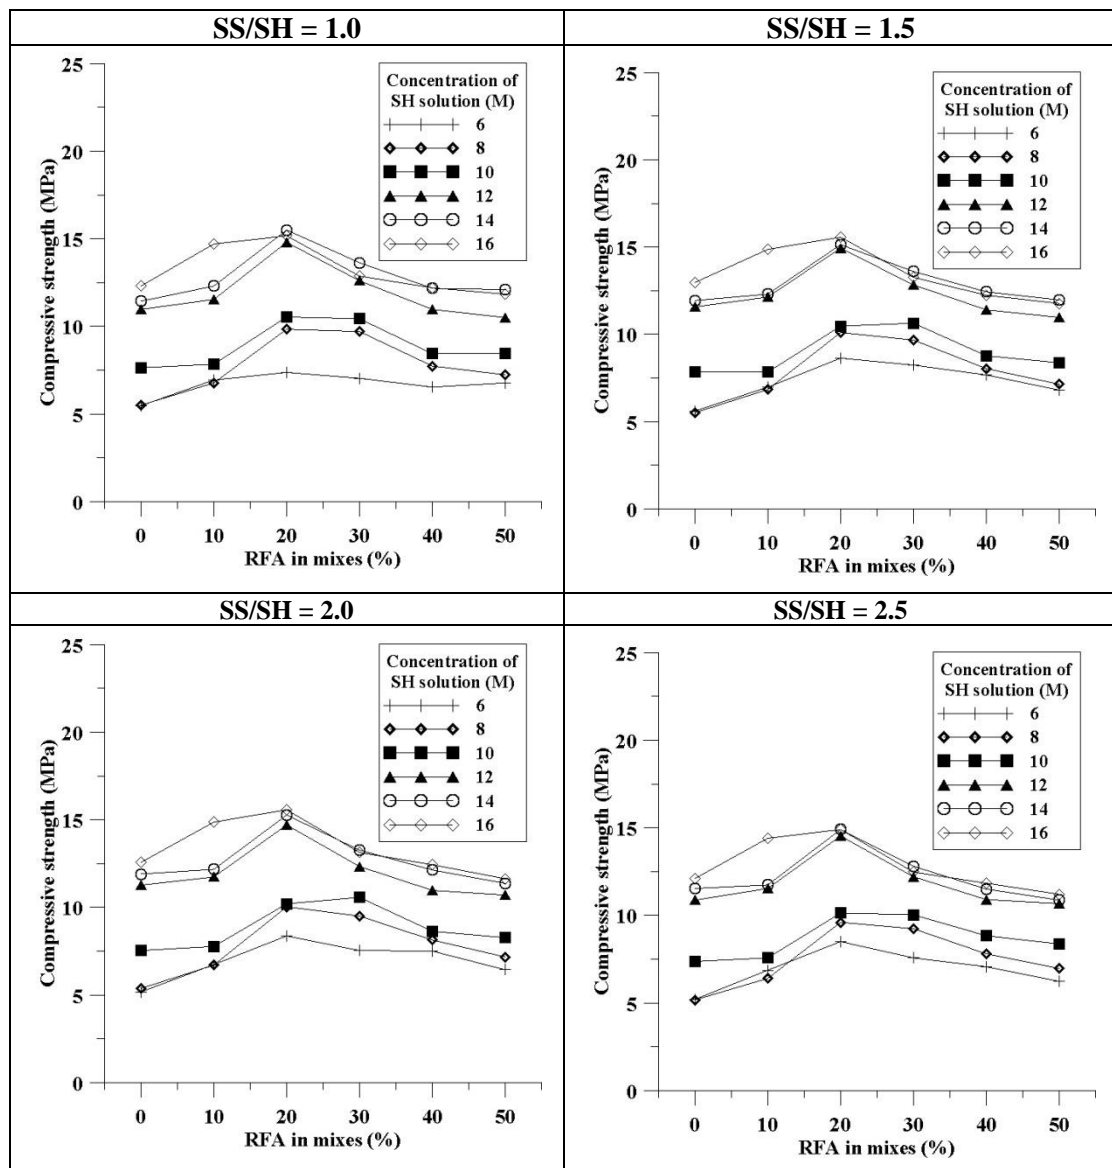 SS/SH = 1.0
25
20
15
10
5
0
Compressive strength (MPa)
Concentration of
SH solution (M)
6
8
10
12
14
16
0 10 20 30 40 50
RFA in mixes (%)
SS/SH = 1.5
25
20
15
10
5
0
Compressive strength (MPa)
Concentration of
SH solution (M)
6
8
10
12
14
16
0 10 20 30 40 50
RFA in mixes (%)
SS/SH = 2.0
25
20
15
10
5
0
Compressive strength (MPa)
Concentration of
SH solution (M)
6
8
10
12
14
16
0 10 20 30 40 50
RFA in mixes (%)
SS/SH = 2.5
25
20
15
10
5
0
Compressive strength (MPa)
Concentration of
SH solution (M)
6
8
10
12
14
16
0 10 20 30 40 50
RFA in mixes (%)